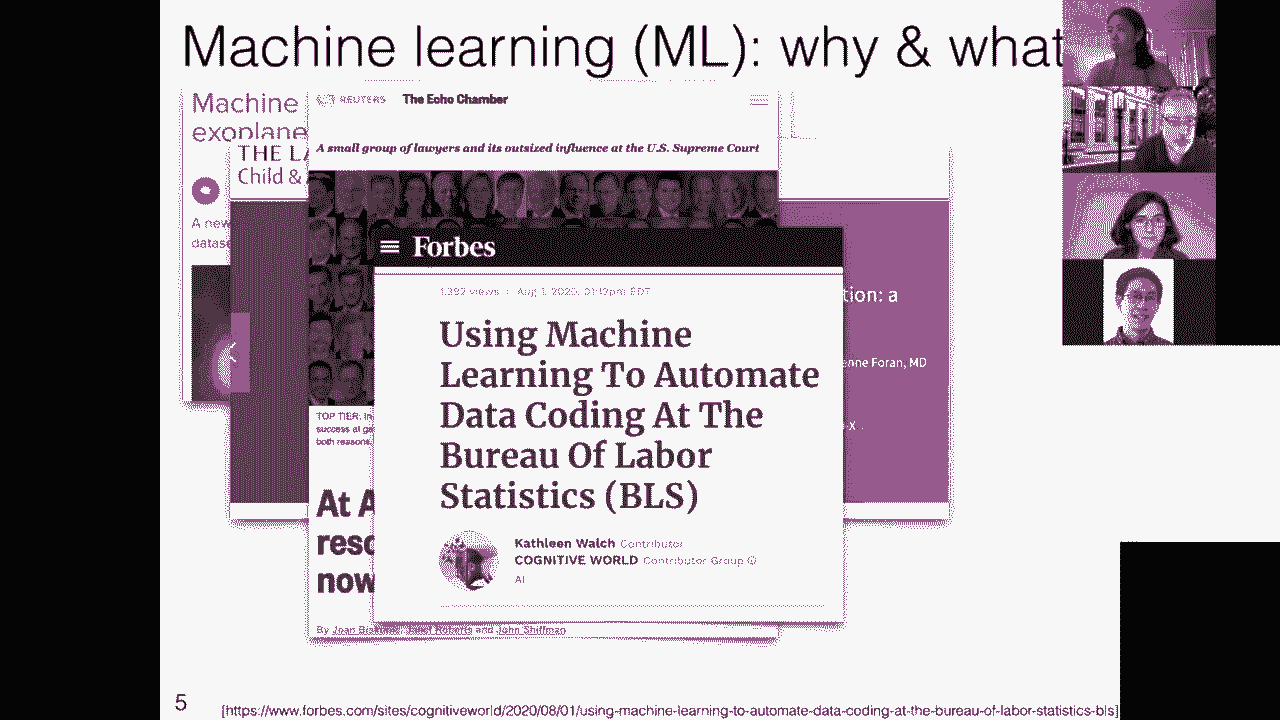 Machine learning (ML): why & what
Machine
exoplane
THE LA
Child &
A new
datase
REUTERS The Echo Chamber
A small group of lawyers and its outsized influence at the U.S. Supreme Court
Forbes
1,392 views | Aug 1, 2020, 01:12pm EDT
Using Machine
Learning To Automate
Data Coding At The
Bureau Of Labor
Statistics (BLS)
Kathleen Walch Contributor
COGNITIVE WORLD Contributor Group
AI
tion: a
enne Foran, MD
-x
TOP TIER: In
success at ge
both reasons.
At A
reso
now
By Joan Janet Roberts and John Shiffman
5
[https://www.forbes.com/sites/cognitiveworld/2020/08/01/using-machine-learning-to-automate-data-coding-at-the-bureau-of-labor-statistics-bls]